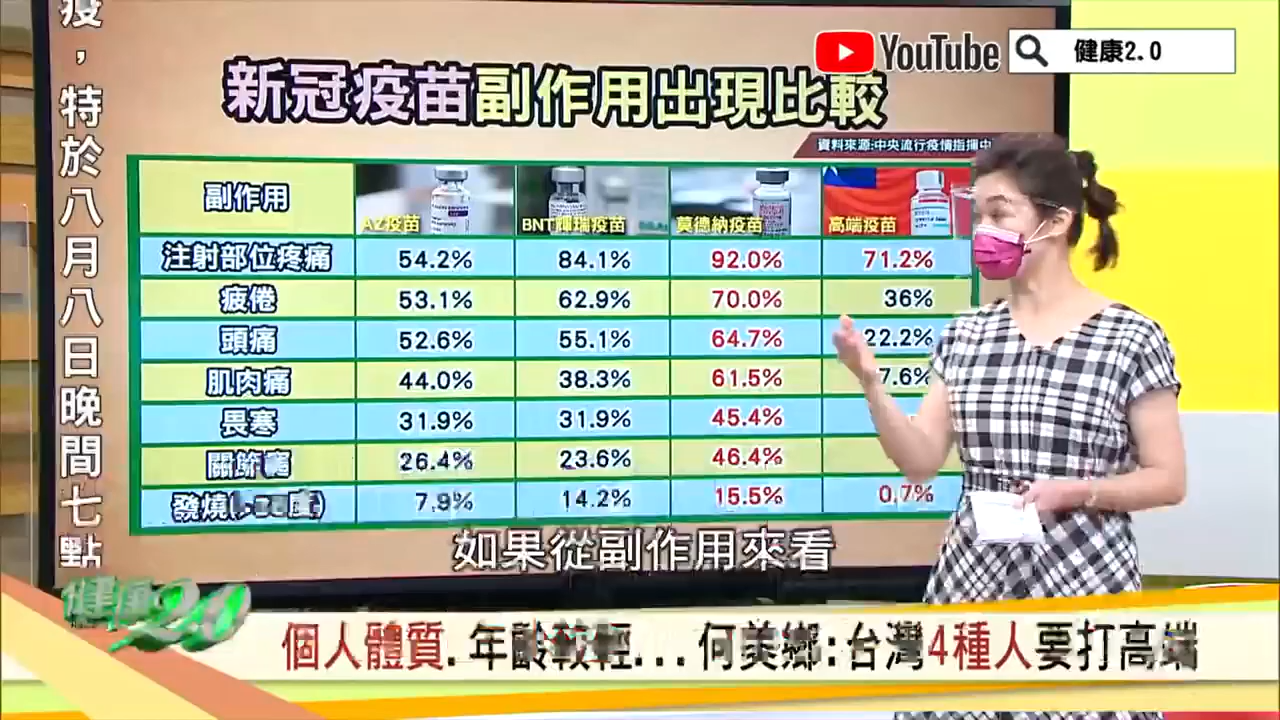 疫，特於八月八日晚間七點
YouTube
健康2.0
新冠疫苗副作用出現比較
資料來源:中央流行疫情指揮中
副作用 AZ疫苗 BNT輝瑞疫苗 莫德納疫苗 高端疫苗
注射部位疼痛 54.2% 84.1% 92.0% 71.2%
疲倦 53.1% 62.9% 70.0% 36%
頭痛 52.6% 55.1% 64.7% 22.2%
肌肉痛 44.0% 38.3% 61.5% 7.6%
畏寒 31.9% 31.9% 45.4%
關節痛 26.4% 23.6% 46.4%
發燒 7.9% 14.2% 15.5% 0.7%
如果從副作用來看
健康2.0
個人體質.年齡較輕...何美鄉:台灣4種人要打高端